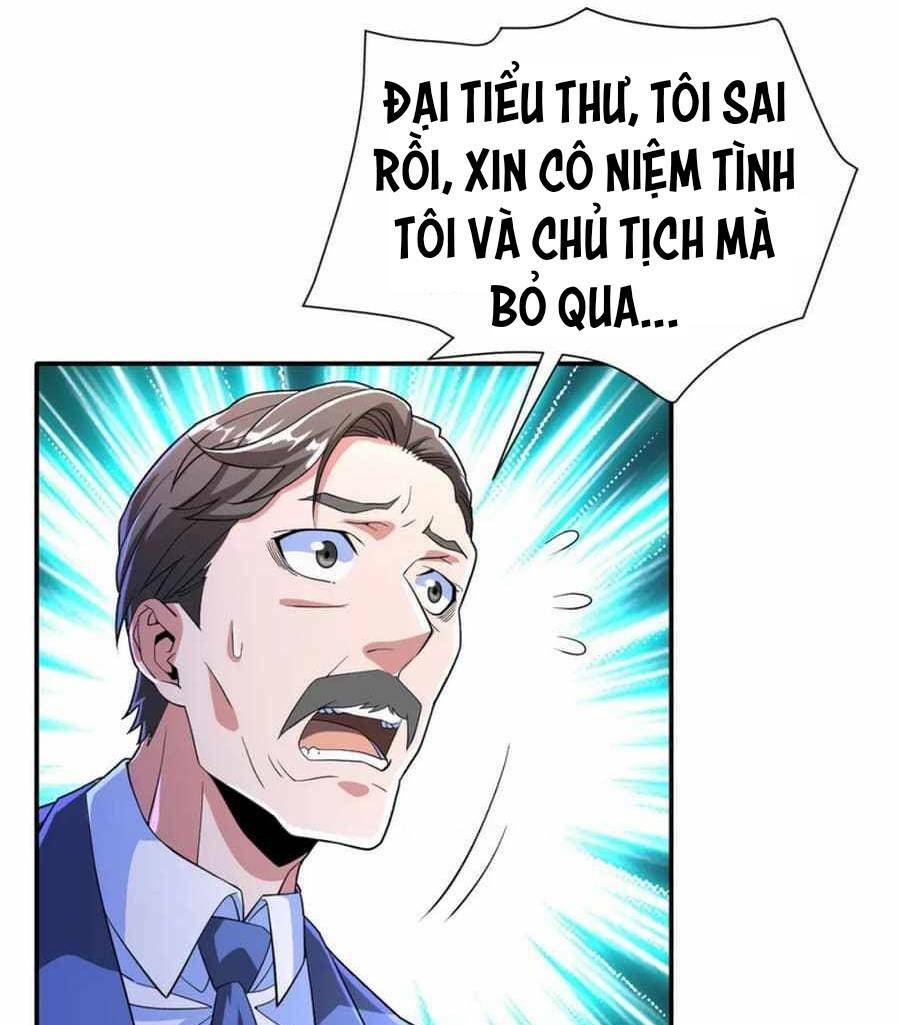 ĐẠI TIỂU THƯ, TÔI SAI
RỒI, XIN CÔ NIỆM TÌNH
TÔI VÀ CHỦ TỊCH MÀ
BỎ QUA...